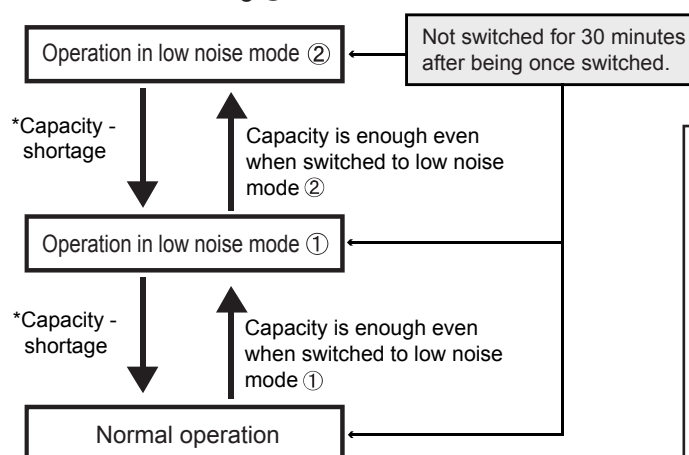 Operation in low noise mode ②
Not switched for 30 minutes
after being once switched.
*Capacity -
shortage
Capacity is enough even
when switched to low noise
mode ②
Operation in low noise mode ①
*Capacity -
shortage
Capacity is enough even
when switched to low noise
mode ①
Normal operation